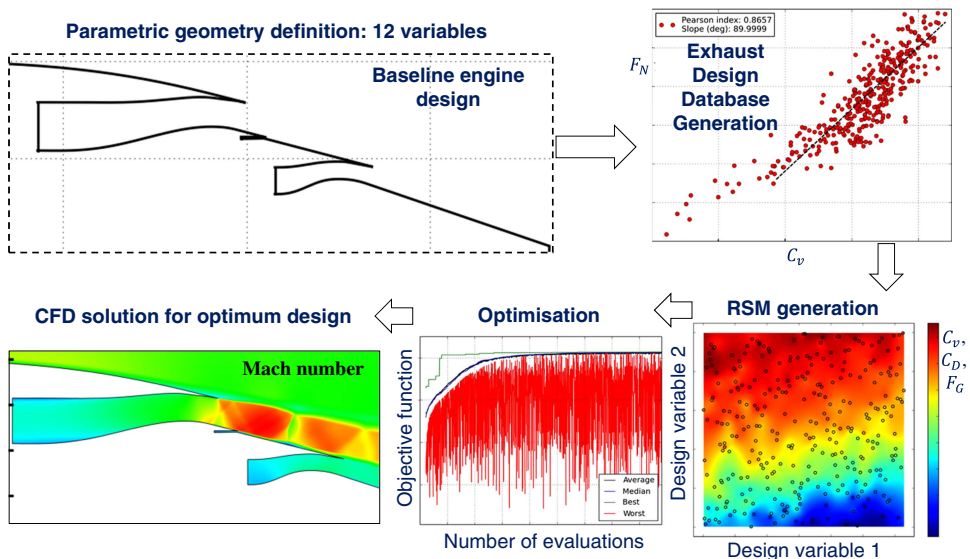 Parametric geometry definition: 12 variables
Baseline engine
design
Pearson index: 0.8657
Slope (deg): 89.9999
F_N
Exhaust
Design
Database
Generation
C_v
CFD solution for optimum design
Mach number
Optimisation
Objective function
Average
Median
Best
Worst
Number of evaluations
RSM generation
Design variable 2
Design variable 1
C_v,
C_D,
F_G